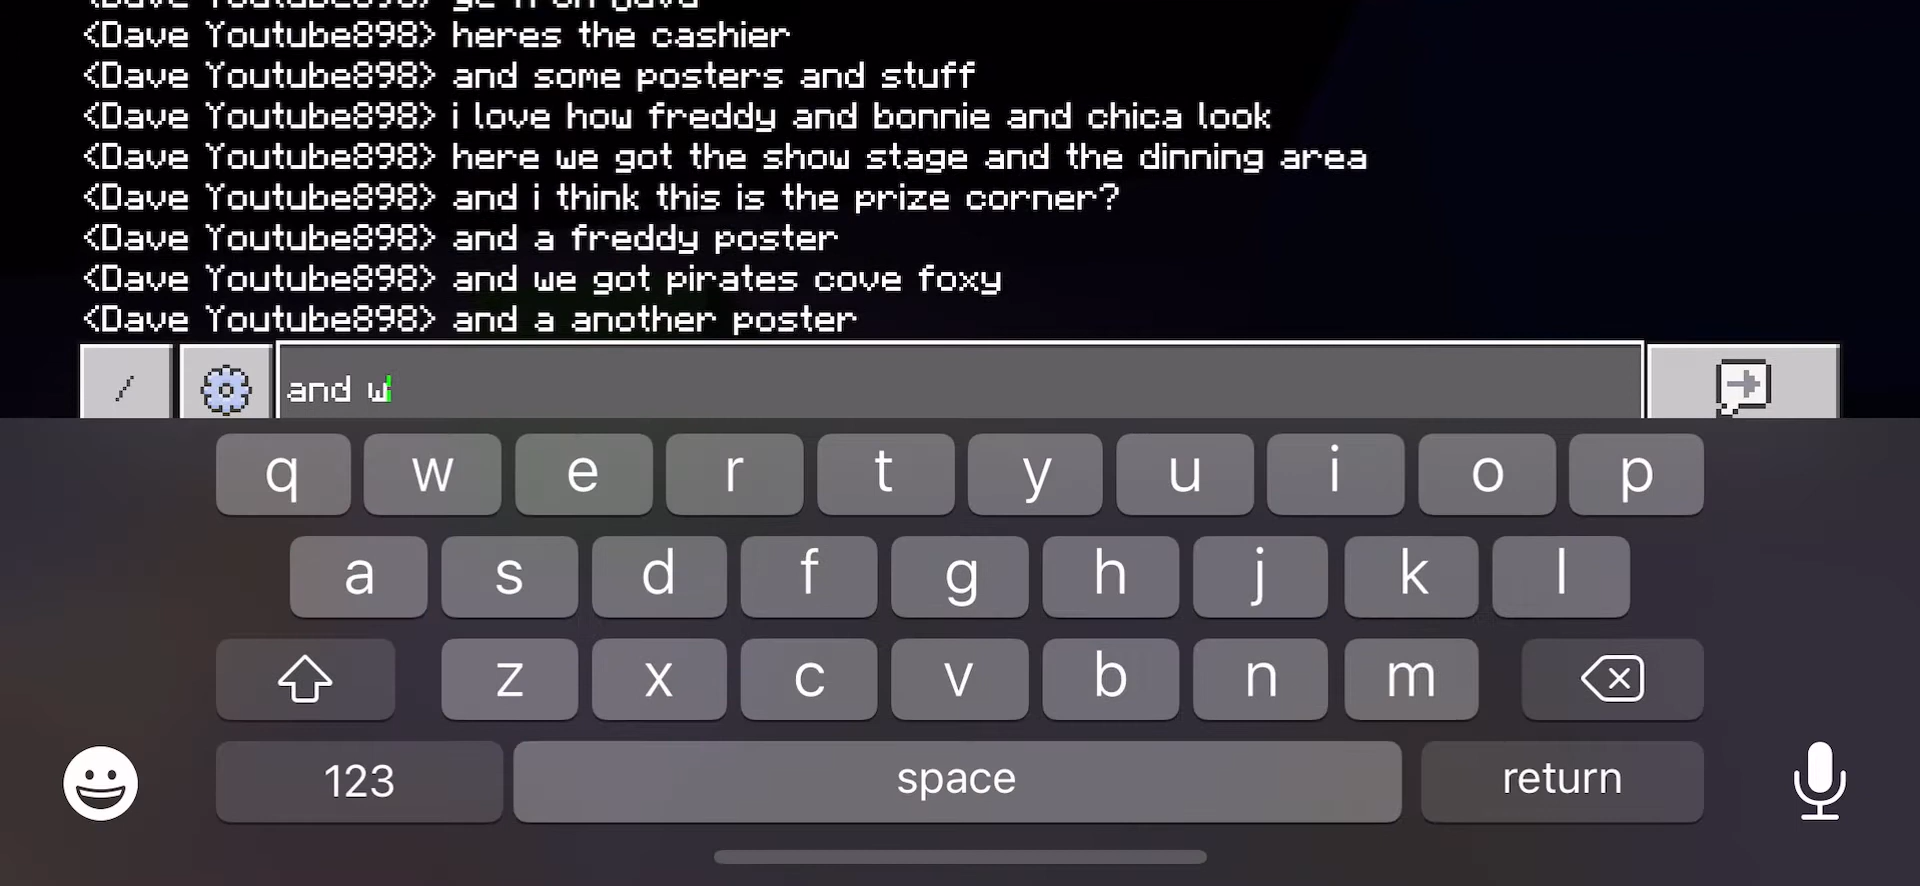 <Dave Youtube898>
<Dave Youtube898> heres the cashier
<Dave Youtube898> and some posters and stuff
<Dave Youtube898> i love how freddy and bonnie and chica look
<Dave Youtube898> here we got the show stage and the dinning area
<Dave Youtube898> and i think this is the prize corner?
<Dave Youtube898> and a freddy poster
<Dave Youtube898> and we got pirates cove foxy
<Dave Youtube898> and a another poster
/ and w
q w e r t y u i o p
a s d f g h j k l
z x c v b n m
123 space return